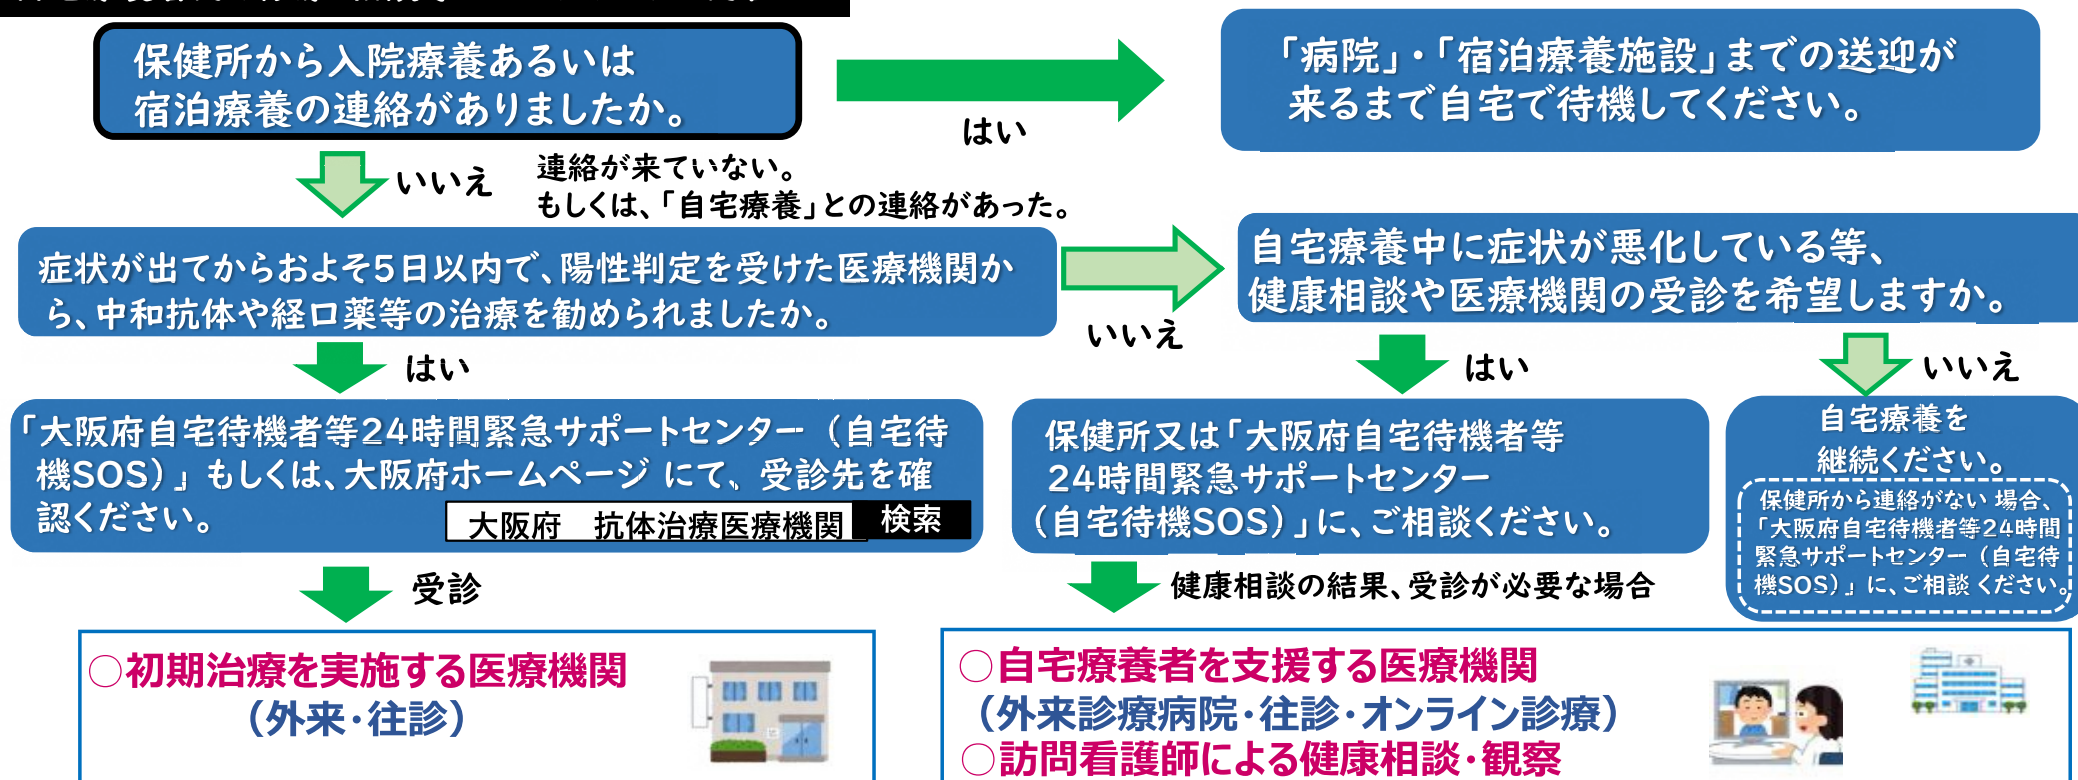 保健所から入院療養あるいは
宿泊療養の連絡がありましたか。
はい
「病院」・「宿泊療養施設」までの送迎が
来るまで自宅で待機してください。
いいえ
連絡が来ていない。
もしくは、「自宅療養」との連絡があった。
症状が出てからおよそ5日以内で、陽性判定を受けた医療機関か
ら、中和抗体や経口薬等の治療を勧められましたか。
いいえ
自宅療養中に症状が悪化している等、
健康相談や医療機関の受診を希望しますか。
はい
はい
いいえ
「大阪府自宅待機者等24時間緊急サポートセンター（自宅待
機SOS）」もしくは、大阪府ホームページ にて、受診先を確
認ください。
大阪府　抗体治療医療機関 検索
保健所又は「大阪府自宅待機者等
24時間緊急サポートセンター
（自宅待機SOS）」に、ご相談ください。
自宅療養を
継続ください。
保健所から連絡がない 場合、
「大阪府自宅待機者等24時間
緊急サポートセンター（自宅待
機SOS）」に、ご相談 ください。
受診
健康相談の結果、受診が必要な場合
○初期治療を実施する医療機関
（外来・往診）
○自宅療養者を支援する医療機関
（外来診療病院・往診・オンライン診療）
○訪問看護師による健康相談・観察